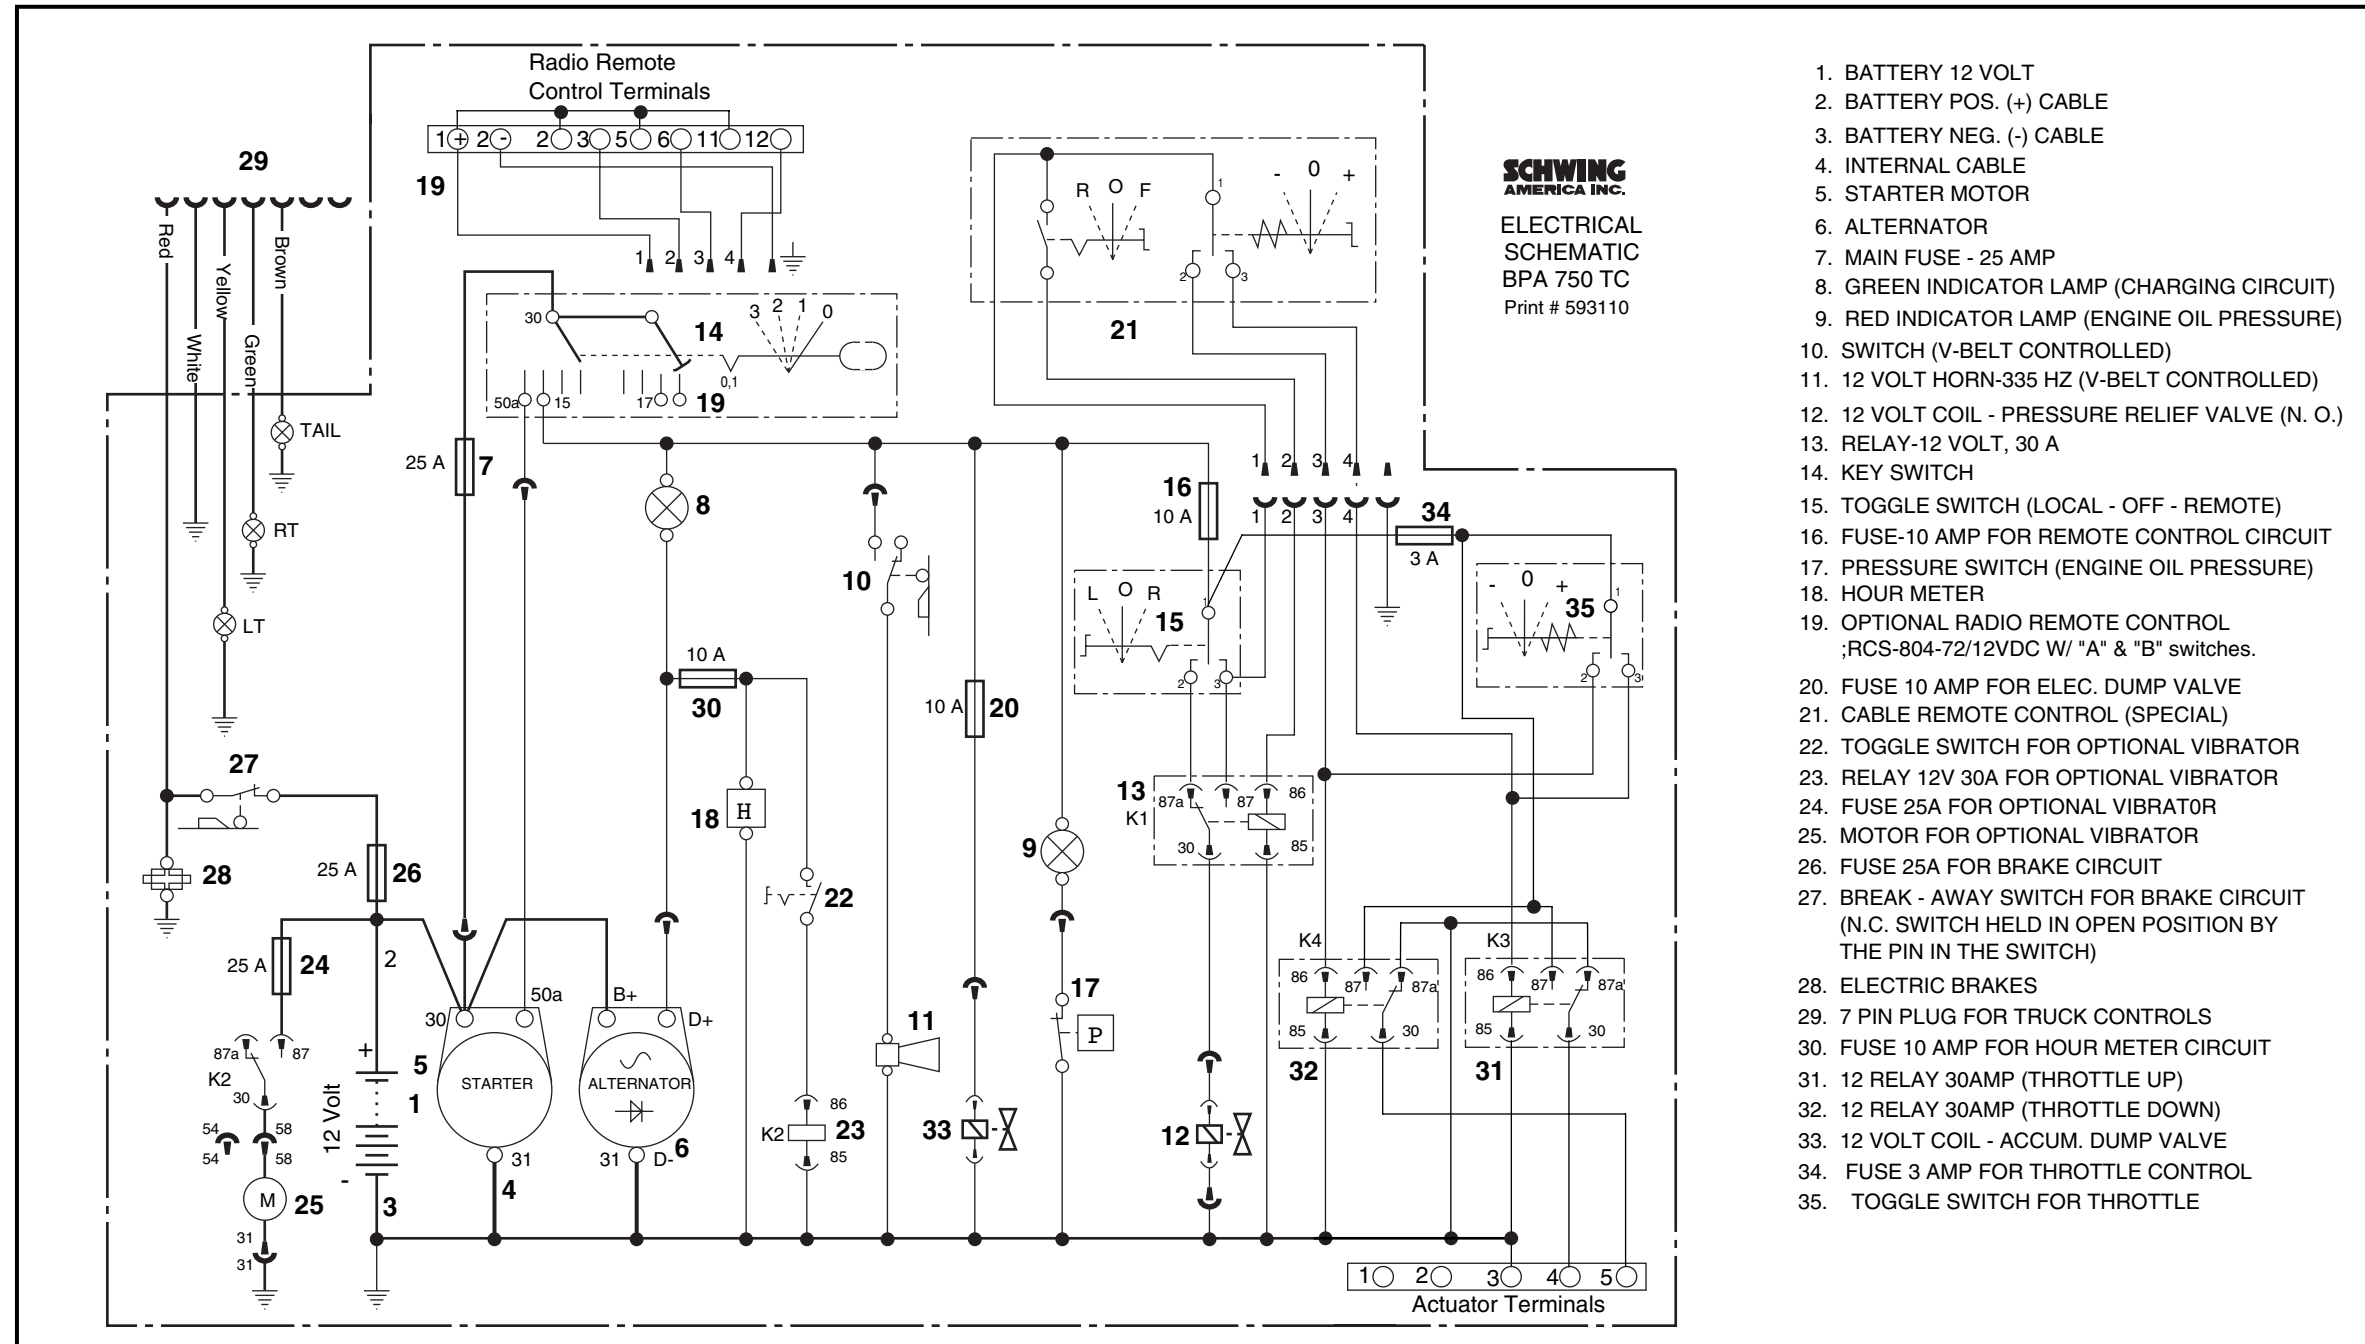 Radio Remote
Control Terminals
1+ 2- 2 3 5 6 11 12
19
29
Red
White
Yellow
Green
Brown
TAIL
RT
LT
1 2 3 4
30
14
3 2 1 0
0,1
50a 15 17 19
25 A 7
8
10
R O F
- 0 +
1
2 3
21
SCHWING
AMERICA INC.
ELECTRICAL
SCHEMATIC
BPA 750 TC
Print # 593110
1 2 3 4
1 2 3 4
16
10 A
34
3 A
L O R
15
1
2 3
- 0 +
35
1
2 3
10 A
30
10 A 20
27
28
25 A 26
18 H
22
9
13
K1
87a 87 86
30 85
25 A 24
2
30 50a
B+ D+
5
STARTER
ALTERNATOR
1
6
31
31 D-
4
3
12 Volt
+
-
87a 87
K2
30
54 58
54 58
M 25
31
31
86
K2 23
85
11
33
17
P
12
K4
86 87 87a
85 30
32
K3
86 87 87a
85 30
31
1 2 3 4 5
Actuator Terminals
1. BATTERY 12 VOLT
2. BATTERY POS. (+) CABLE
3. BATTERY NEG. (-) CABLE
4. INTERNAL CABLE
5. STARTER MOTOR
6. ALTERNATOR
7. MAIN FUSE - 25 AMP
8. GREEN INDICATOR LAMP (CHARGING CIRCUIT)
9. RED INDICATOR LAMP (ENGINE OIL PRESSURE)
10. SWITCH (V-BELT CONTROLLED)
11. 12 VOLT HORN-335 HZ (V-BELT CONTROLLED)
12. 12 VOLT COIL - PRESSURE RELIEF VALVE (N. O.)
13. RELAY-12 VOLT, 30 A
14. KEY SWITCH
15. TOGGLE SWITCH (LOCAL - OFF - REMOTE)
16. FUSE-10 AMP FOR REMOTE CONTROL CIRCUIT
17. PRESSURE SWITCH (ENGINE OIL PRESSURE)
18. HOUR METER
19. OPTIONAL RADIO REMOTE CONTROL
;RCS-804-72/12VDC W/ "A" & "B" switches.
20. FUSE 10 AMP FOR ELEC. DUMP VALVE
21. CABLE REMOTE CONTROL (SPECIAL)
22. TOGGLE SWITCH FOR OPTIONAL VIBRATOR
23. RELAY 12V 30A FOR OPTIONAL VIBRATOR
24. FUSE 25A FOR OPTIONAL VIBRAT0R
25. MOTOR FOR OPTIONAL VIBRATOR
26. FUSE 25A FOR BRAKE CIRCUIT
27. BREAK - AWAY SWITCH FOR BRAKE CIRCUIT
(N.C. SWITCH HELD IN OPEN POSITION BY
THE PIN IN THE SWITCH)
28. ELECTRIC BRAKES
29. 7 PIN PLUG FOR TRUCK CONTROLS
30. FUSE 10 AMP FOR HOUR METER CIRCUIT
31. 12 RELAY 30AMP (THROTTLE UP)
32. 12 RELAY 30AMP (THROTTLE DOWN)
33. 12 VOLT COIL - ACCUM. DUMP VALVE
34. FUSE 3 AMP FOR THROTTLE CONTROL
35. TOGGLE SWITCH FOR THROTTLE